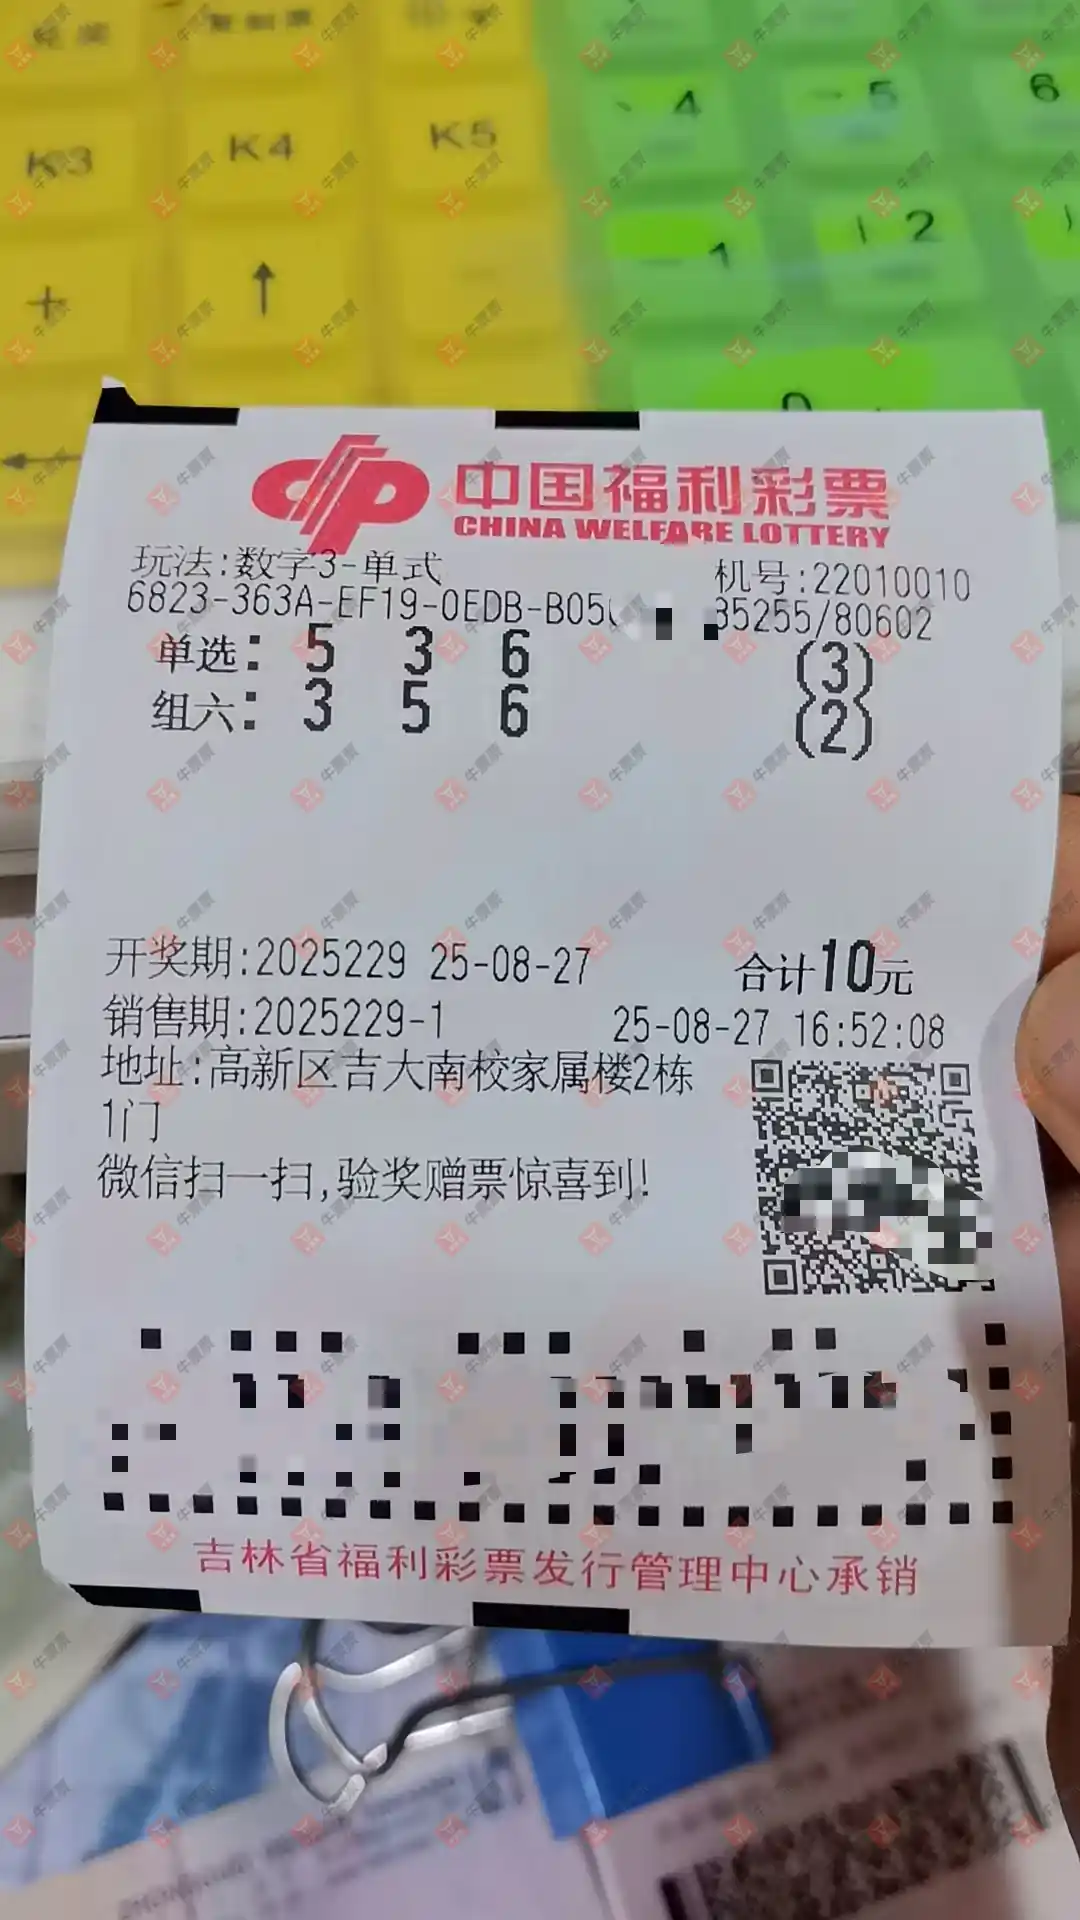 K3 K4 K5
4 5 6
+ ↑ 1 2
←
0
中国福利彩票
CHINA WELFARE LOTTERY
玩法:数字3-单式
机号:22010010
6823-363A-EF19-0EDB-B05
35255/80602
单选: 5 3 6 (3)
组六: 3 5 6 (2)
开奖期:2025229 25-08-27 合计10元
销售期:2025229-1 25-08-27 16:52:08
地址:高新区吉大南校家属楼2栋
1门
微信扫一扫,验奖赠票惊喜到!
吉林省福利彩票发行管理中心承销
牛票票